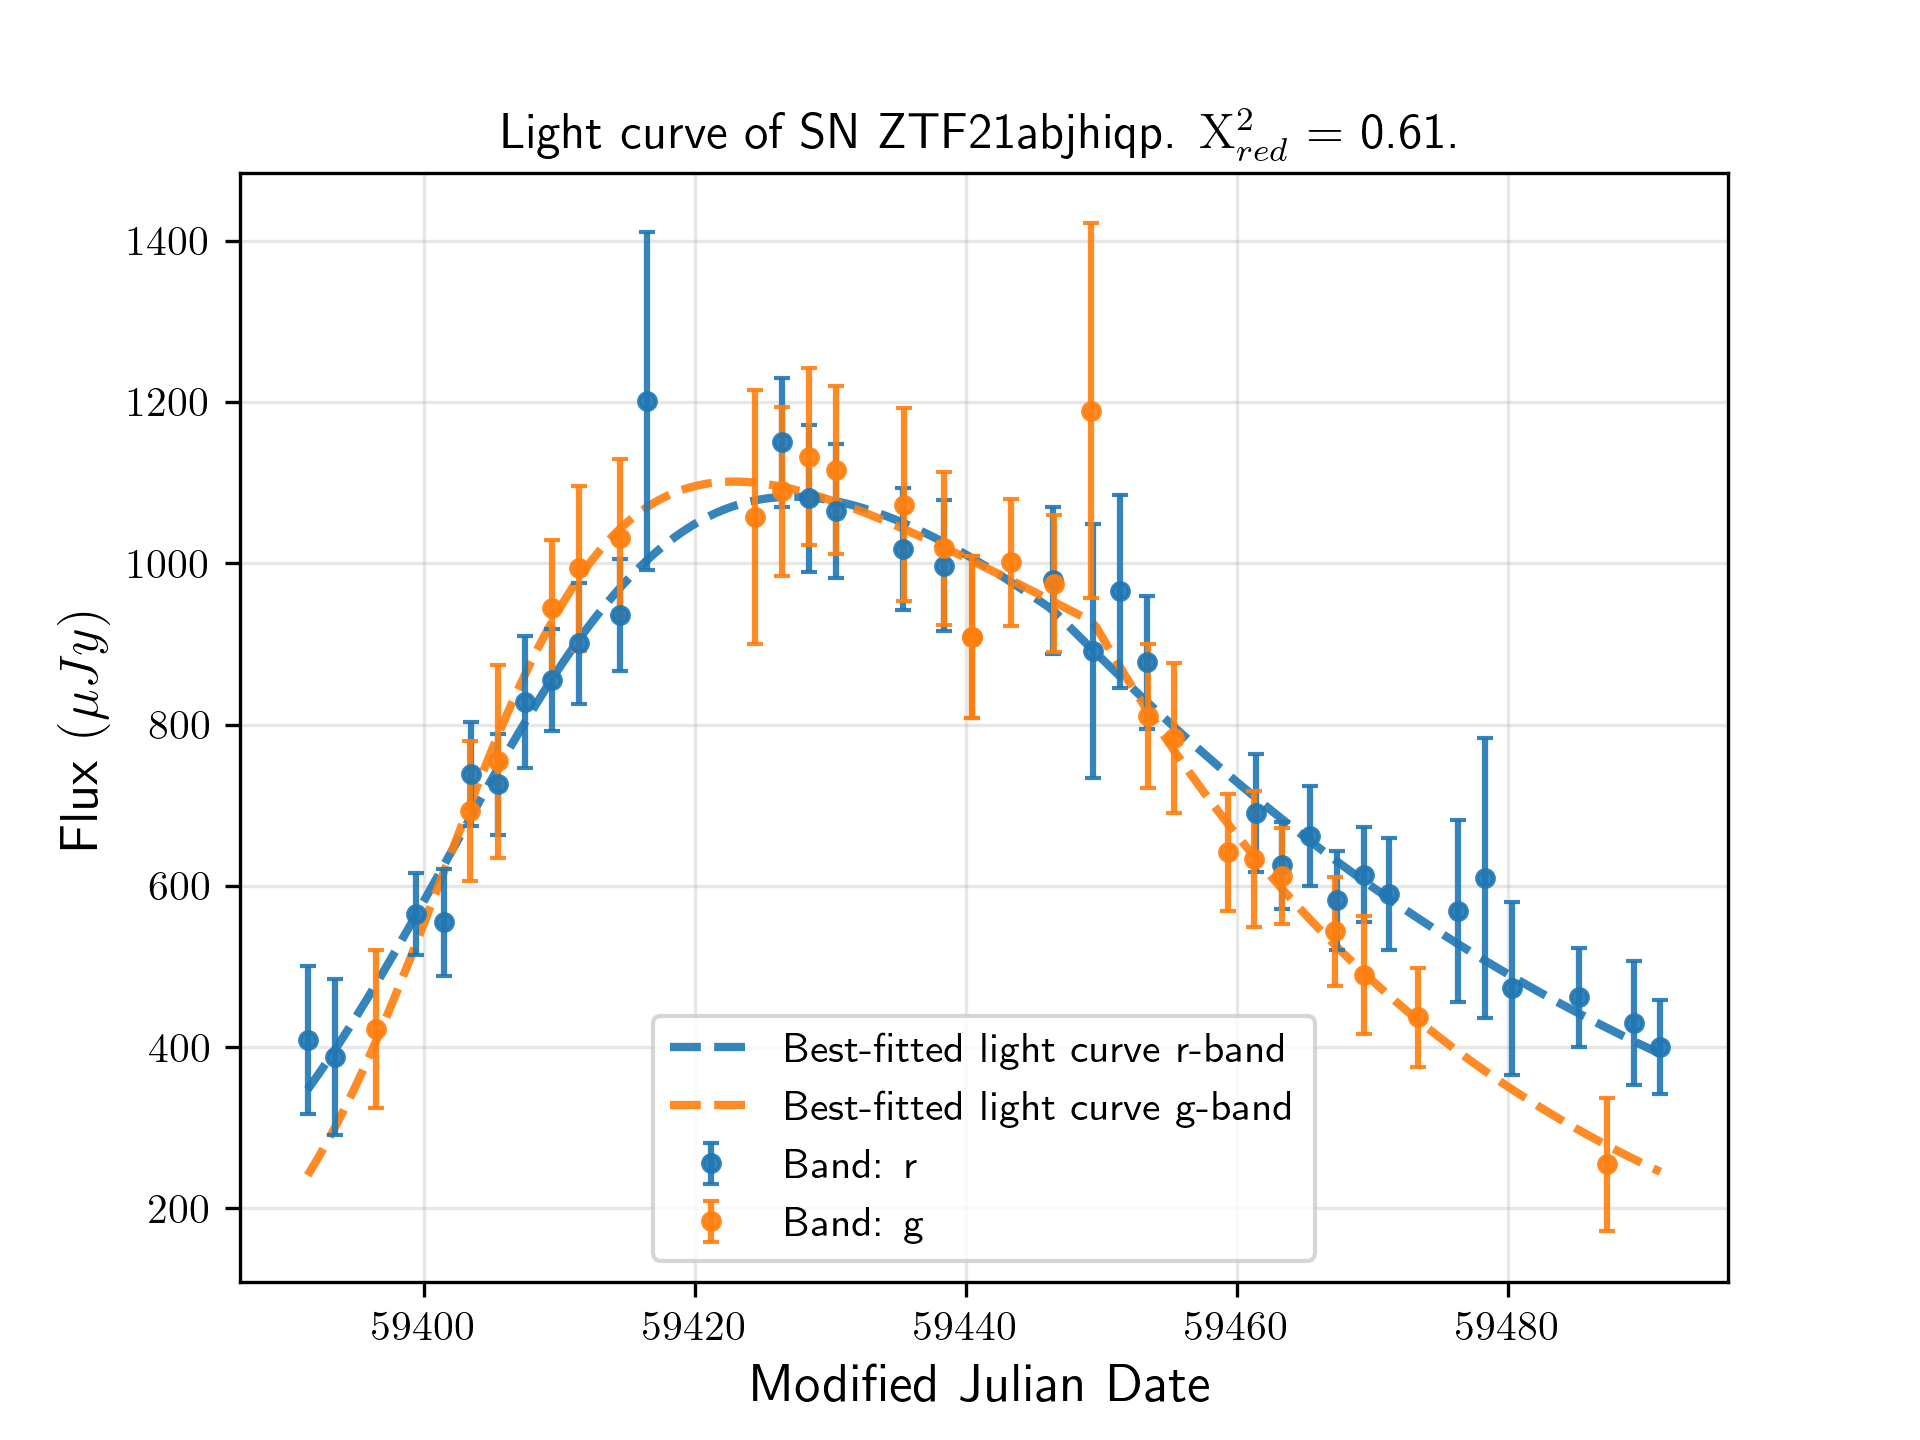 Light curve of SN ZTF21abjhiqp. X²_red = 0.61.
1400
1200
1000
800
600
400
200
Flux (μJy)
Best-fitted light curve r-band
Best-fitted light curve g-band
Band: r
Band: g
59400 59420 59440 59460 59480
Modified Julian Date